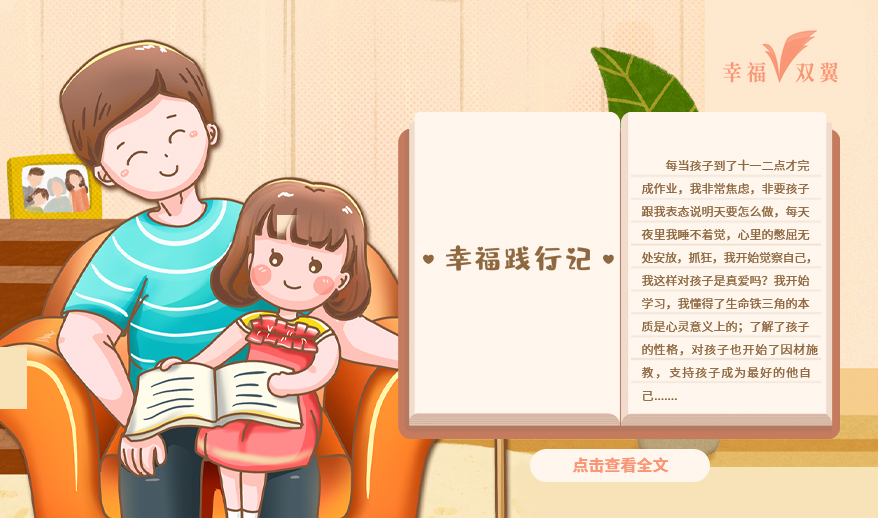 幸福双翼
幸福践行记
每当孩子到了十一二点才完
成作业，我非常焦虑，非要孩子
跟我表态说明天要怎么做，每天
夜里我睡不着觉，心里的憋屈无
处安放，抓狂，我开始觉察自己，
我这样对孩子是真爱吗？我开始
学习，我懂得了生命铁三角的本
质是心灵意义上的；了解了孩子
的性格，对孩子也开始了因材施
教，支持孩子成为最好的他自
己.......
点击查看全文